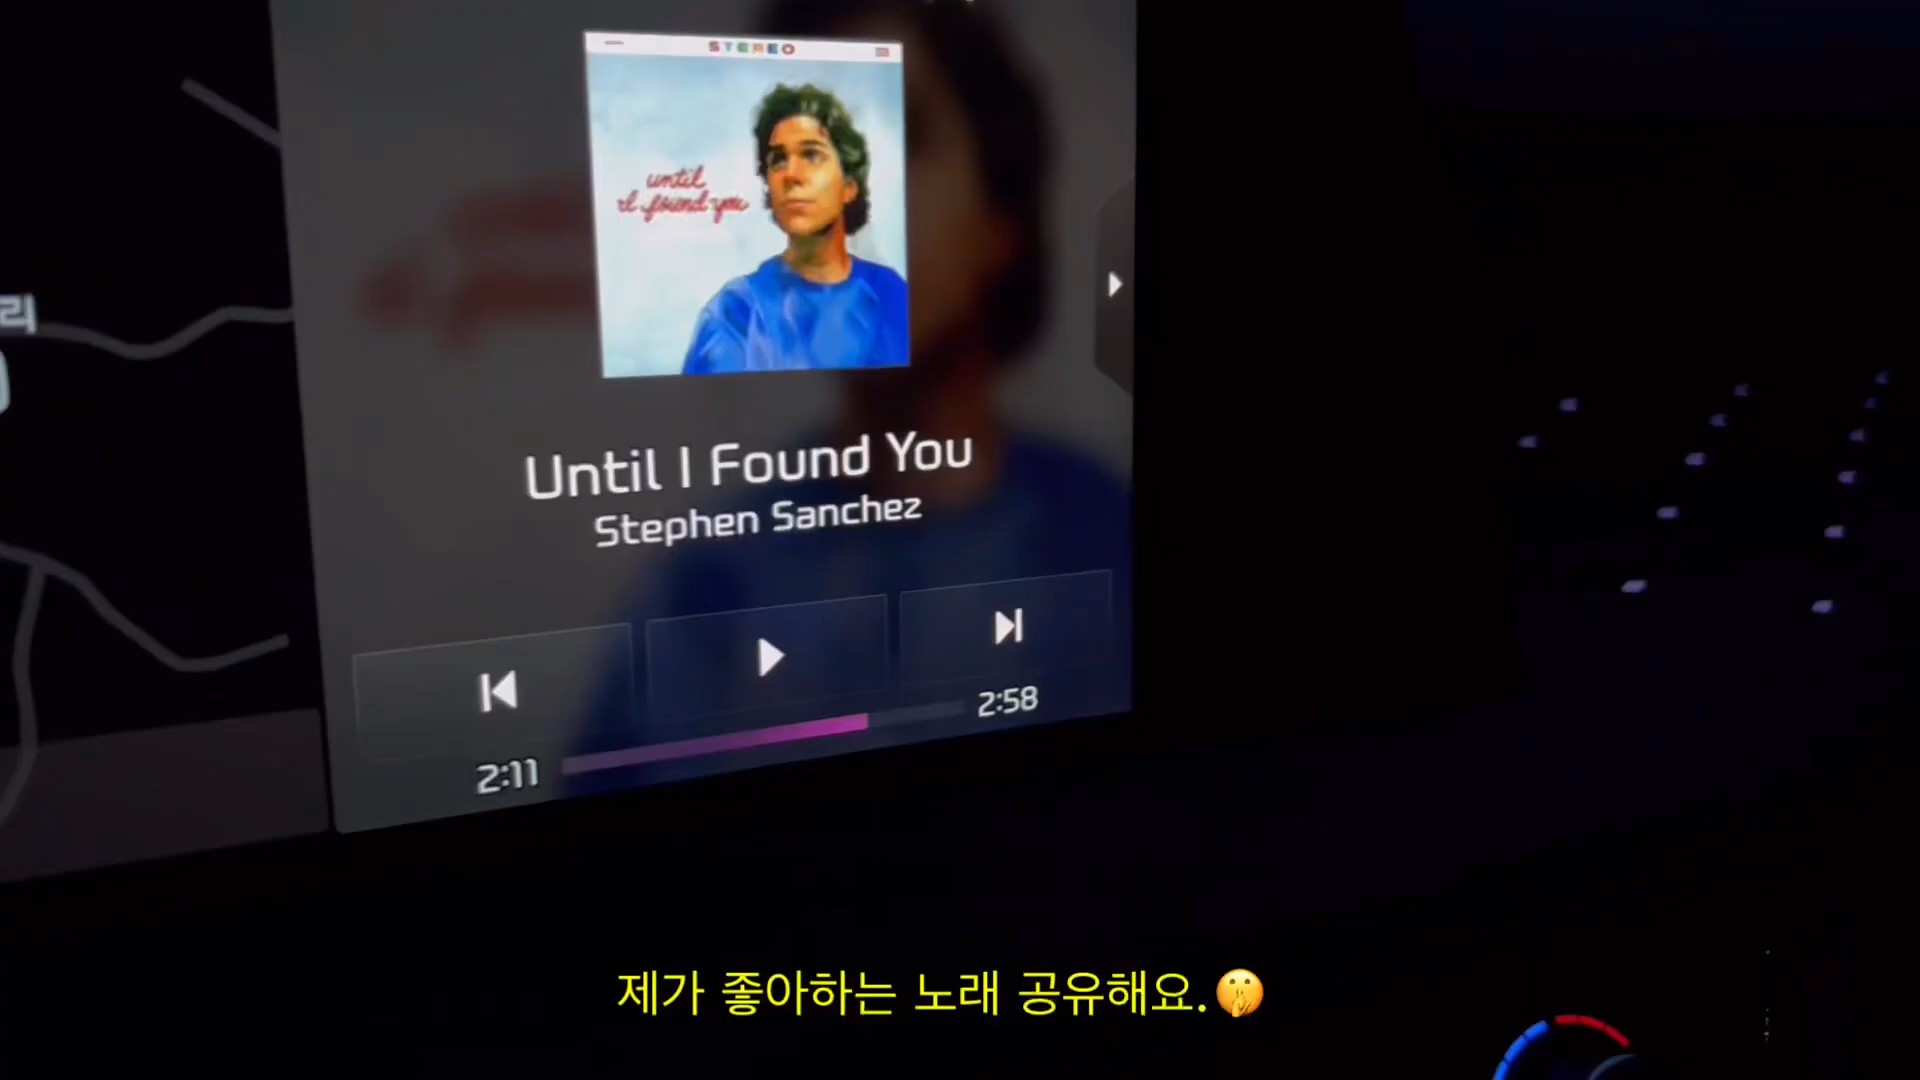 STEREO
until
I found you
리
Until I Found You
Stephen Sanchez
2:58
2:11
제가 좋아하는 노래 공유해요.🤫